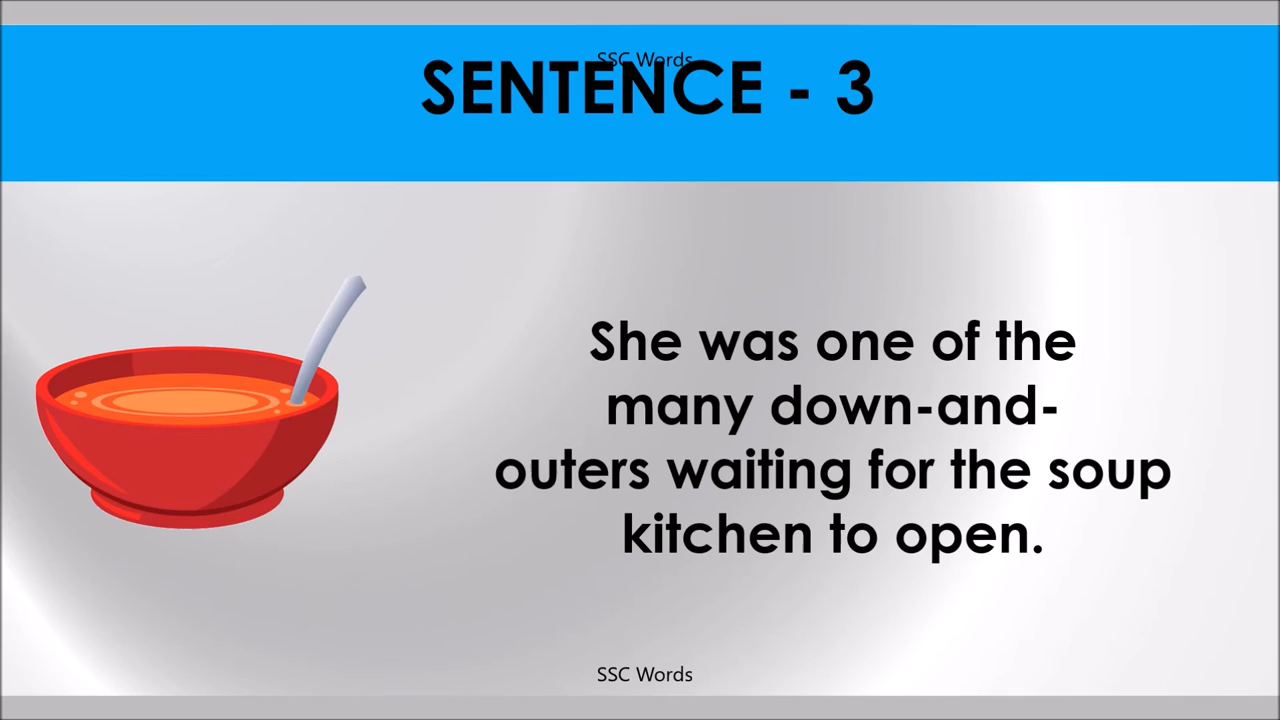 SSC Words
SENTENCE - 3
She was one of the
many down-and-
outers waiting for the soup
kitchen to open.
SSC Words